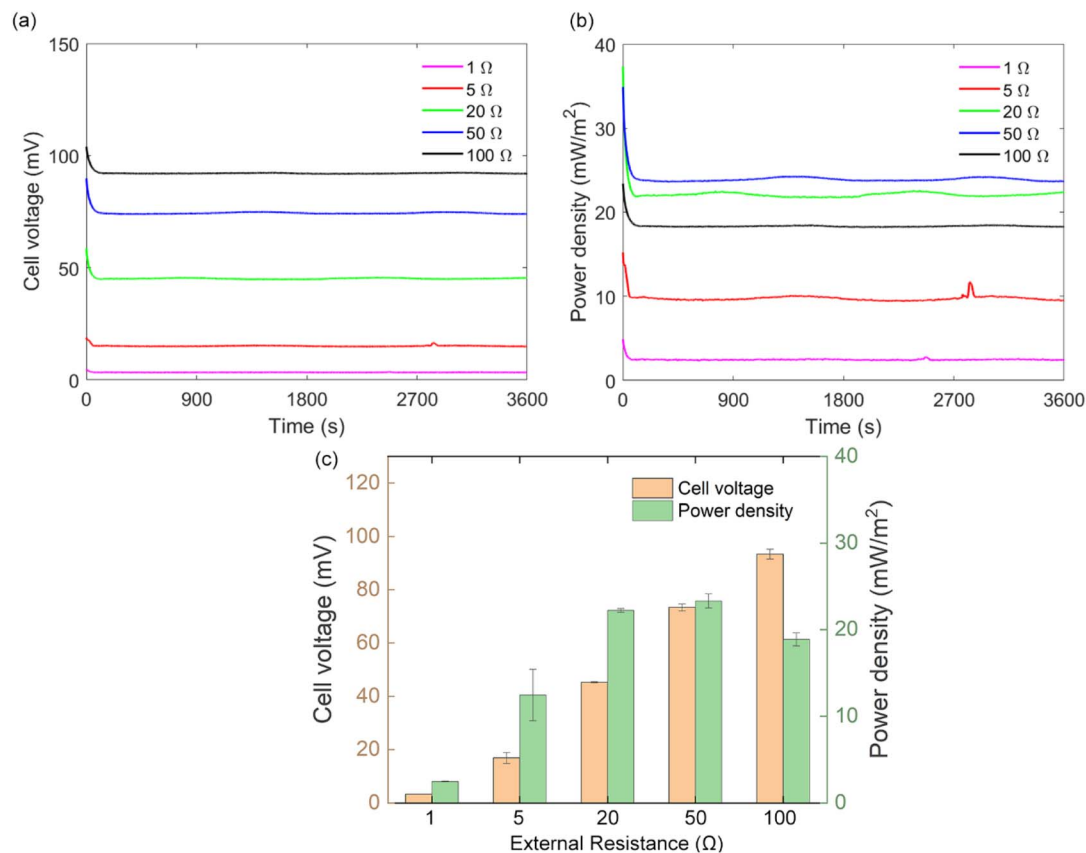 (a)
Cell voltage (mV)
150
100
50
0
1 Ω
5 Ω
20 Ω
50 Ω
100 Ω
0 900 1800 2700 3600
Time (s)
(b)
Power density (mW/m²)
40
30
20
10
0
1 Ω
5 Ω
20 Ω
50 Ω
100 Ω
0 900 1800 2700 3600
Time (s)
(c)
Cell voltage (mV)
120
100
80
60
40
20
0
Cell voltage
Power density
40
30
20
10
0
Power density (mW/m²)
1 5 20 50 100
External Resistance (Ω)